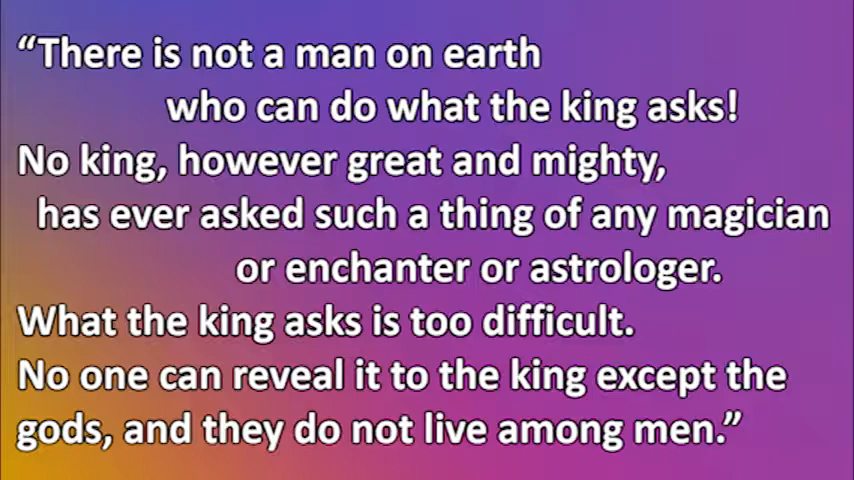 “There is not a man on earth
who can do what the king asks!
No king, however great and mighty,
has ever asked such a thing of any magician
or enchanter or astrologer.
What the king asks is too difficult.
No one can reveal it to the king except the
gods, and they do not live among men.”